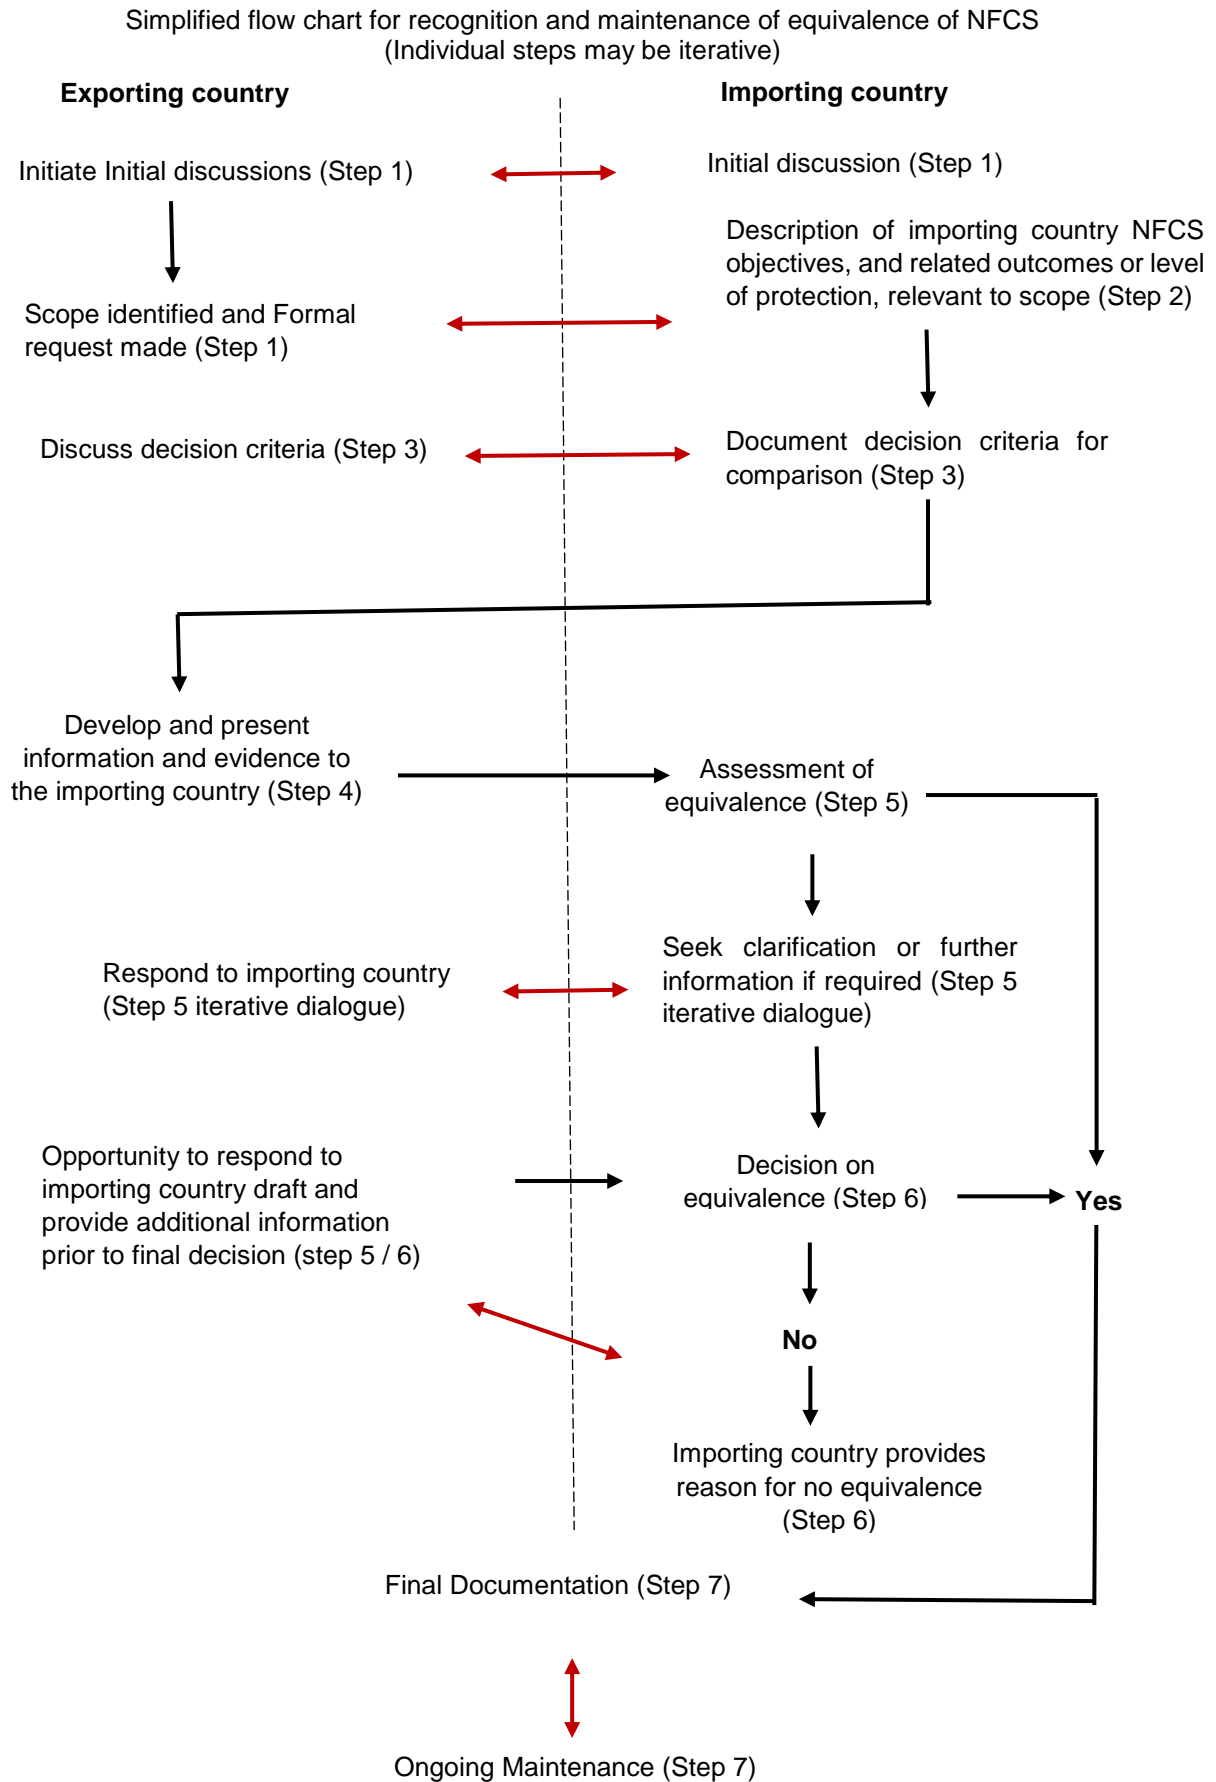 Simplified flow chart for recognition and maintenance of equivalence of NFCS
(Individual steps may be iterative)
Exporting country
Importing country
Initiate Initial discussions (Step 1)
Initial discussion (Step 1)
Description of importing country NFCS
objectives, and related outcomes or level
of protection, relevant to scope (Step 2)
Scope identified and Formal
request made (Step 1)
Discuss decision criteria (Step 3)
Document decision criteria for
comparison (Step 3)
Develop and present
information and evidence to
the importing country (Step 4)
Assessment of
equivalence (Step 5)
Respond to importing country
(Step 5 iterative dialogue)
Seek clarification or further
information if required (Step 5
iterative dialogue)
Opportunity to respond to
importing country draft and
provide additional information
prior to final decision (step 5 / 6)
Decision on
equivalence (Step 6)
Yes
No
Importing country provides
reason for no equivalence
(Step 6)
Final Documentation (Step 7)
Ongoing Maintenance (Step 7)